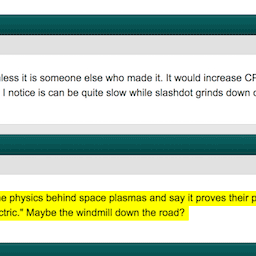 less it is someone else who made it. It would increase
I notice is can be quite slow while slashdot grinds down
e physics behind space plasmas and say it proves their
ctric." Maybe the windmill down the road?